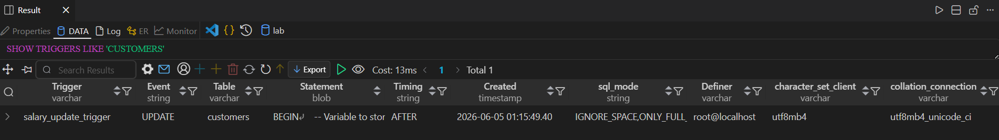 Result
Properties DATA Log ER Monitor lab
SHOW TRIGGERS LIKE 'CUSTOMERS'
Search Results Export Cost: 13ms 1 Total 1
Trigger Event Table Statement Timing Created sql_mode Definer character_set_client collation_connection
varchar string varchar blob string timestamp string varchar varchar varchar
salary_update_trigger UPDATE customers BEGIN↵ -- Variable to stor AFTER 2026-06-05 01:15:49.40 IGNORE_SPACE,ONLY_FULL_ root@localhost utf8mb4 utf8mb4_unicode_ci